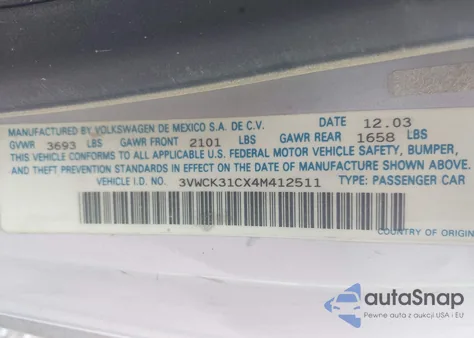 MANUFACTURED BY VOLKSWAGEN DE MEXICO S.A. DE C.V. DATE 12.03
GVWR 3693 LBS GAWR FRONT 2101 LBS GAWR REAR 1658 LBS
THIS VEHICLE CONFORMS TO ALL APPLICABLE U.S. FEDERAL MOTOR VEHICLE SAFETY, BUMPER,
AND THEFT PREVENTION STANDARDS IN EFFECT ON THE DATE OF MANUFACTURE SHOWN ABOVE.
VEHICLE I.D. NO. 3VWCK31CX4M412511 TYPE: PASSENGER CAR
COUNTRY OF ORIGIN
autoSnap
Pewne auta z aukcji USA i EU